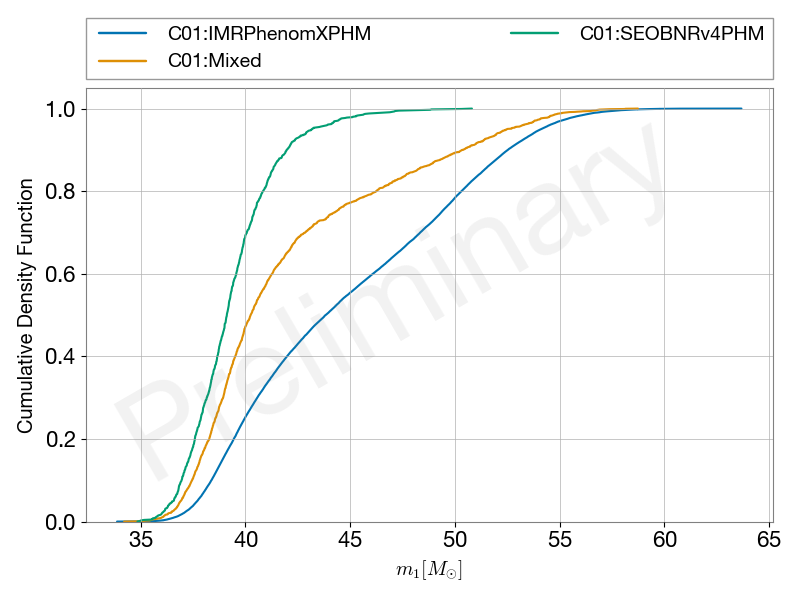 C01:IMRPhenomXPHM
C01:Mixed
C01:SEOBNRv4PHM
Cumulative Density Function
1.0
0.8
0.6
0.4
0.2
0.0
Preliminary
35 40 45 50 55 60 65
m₁[M☉]